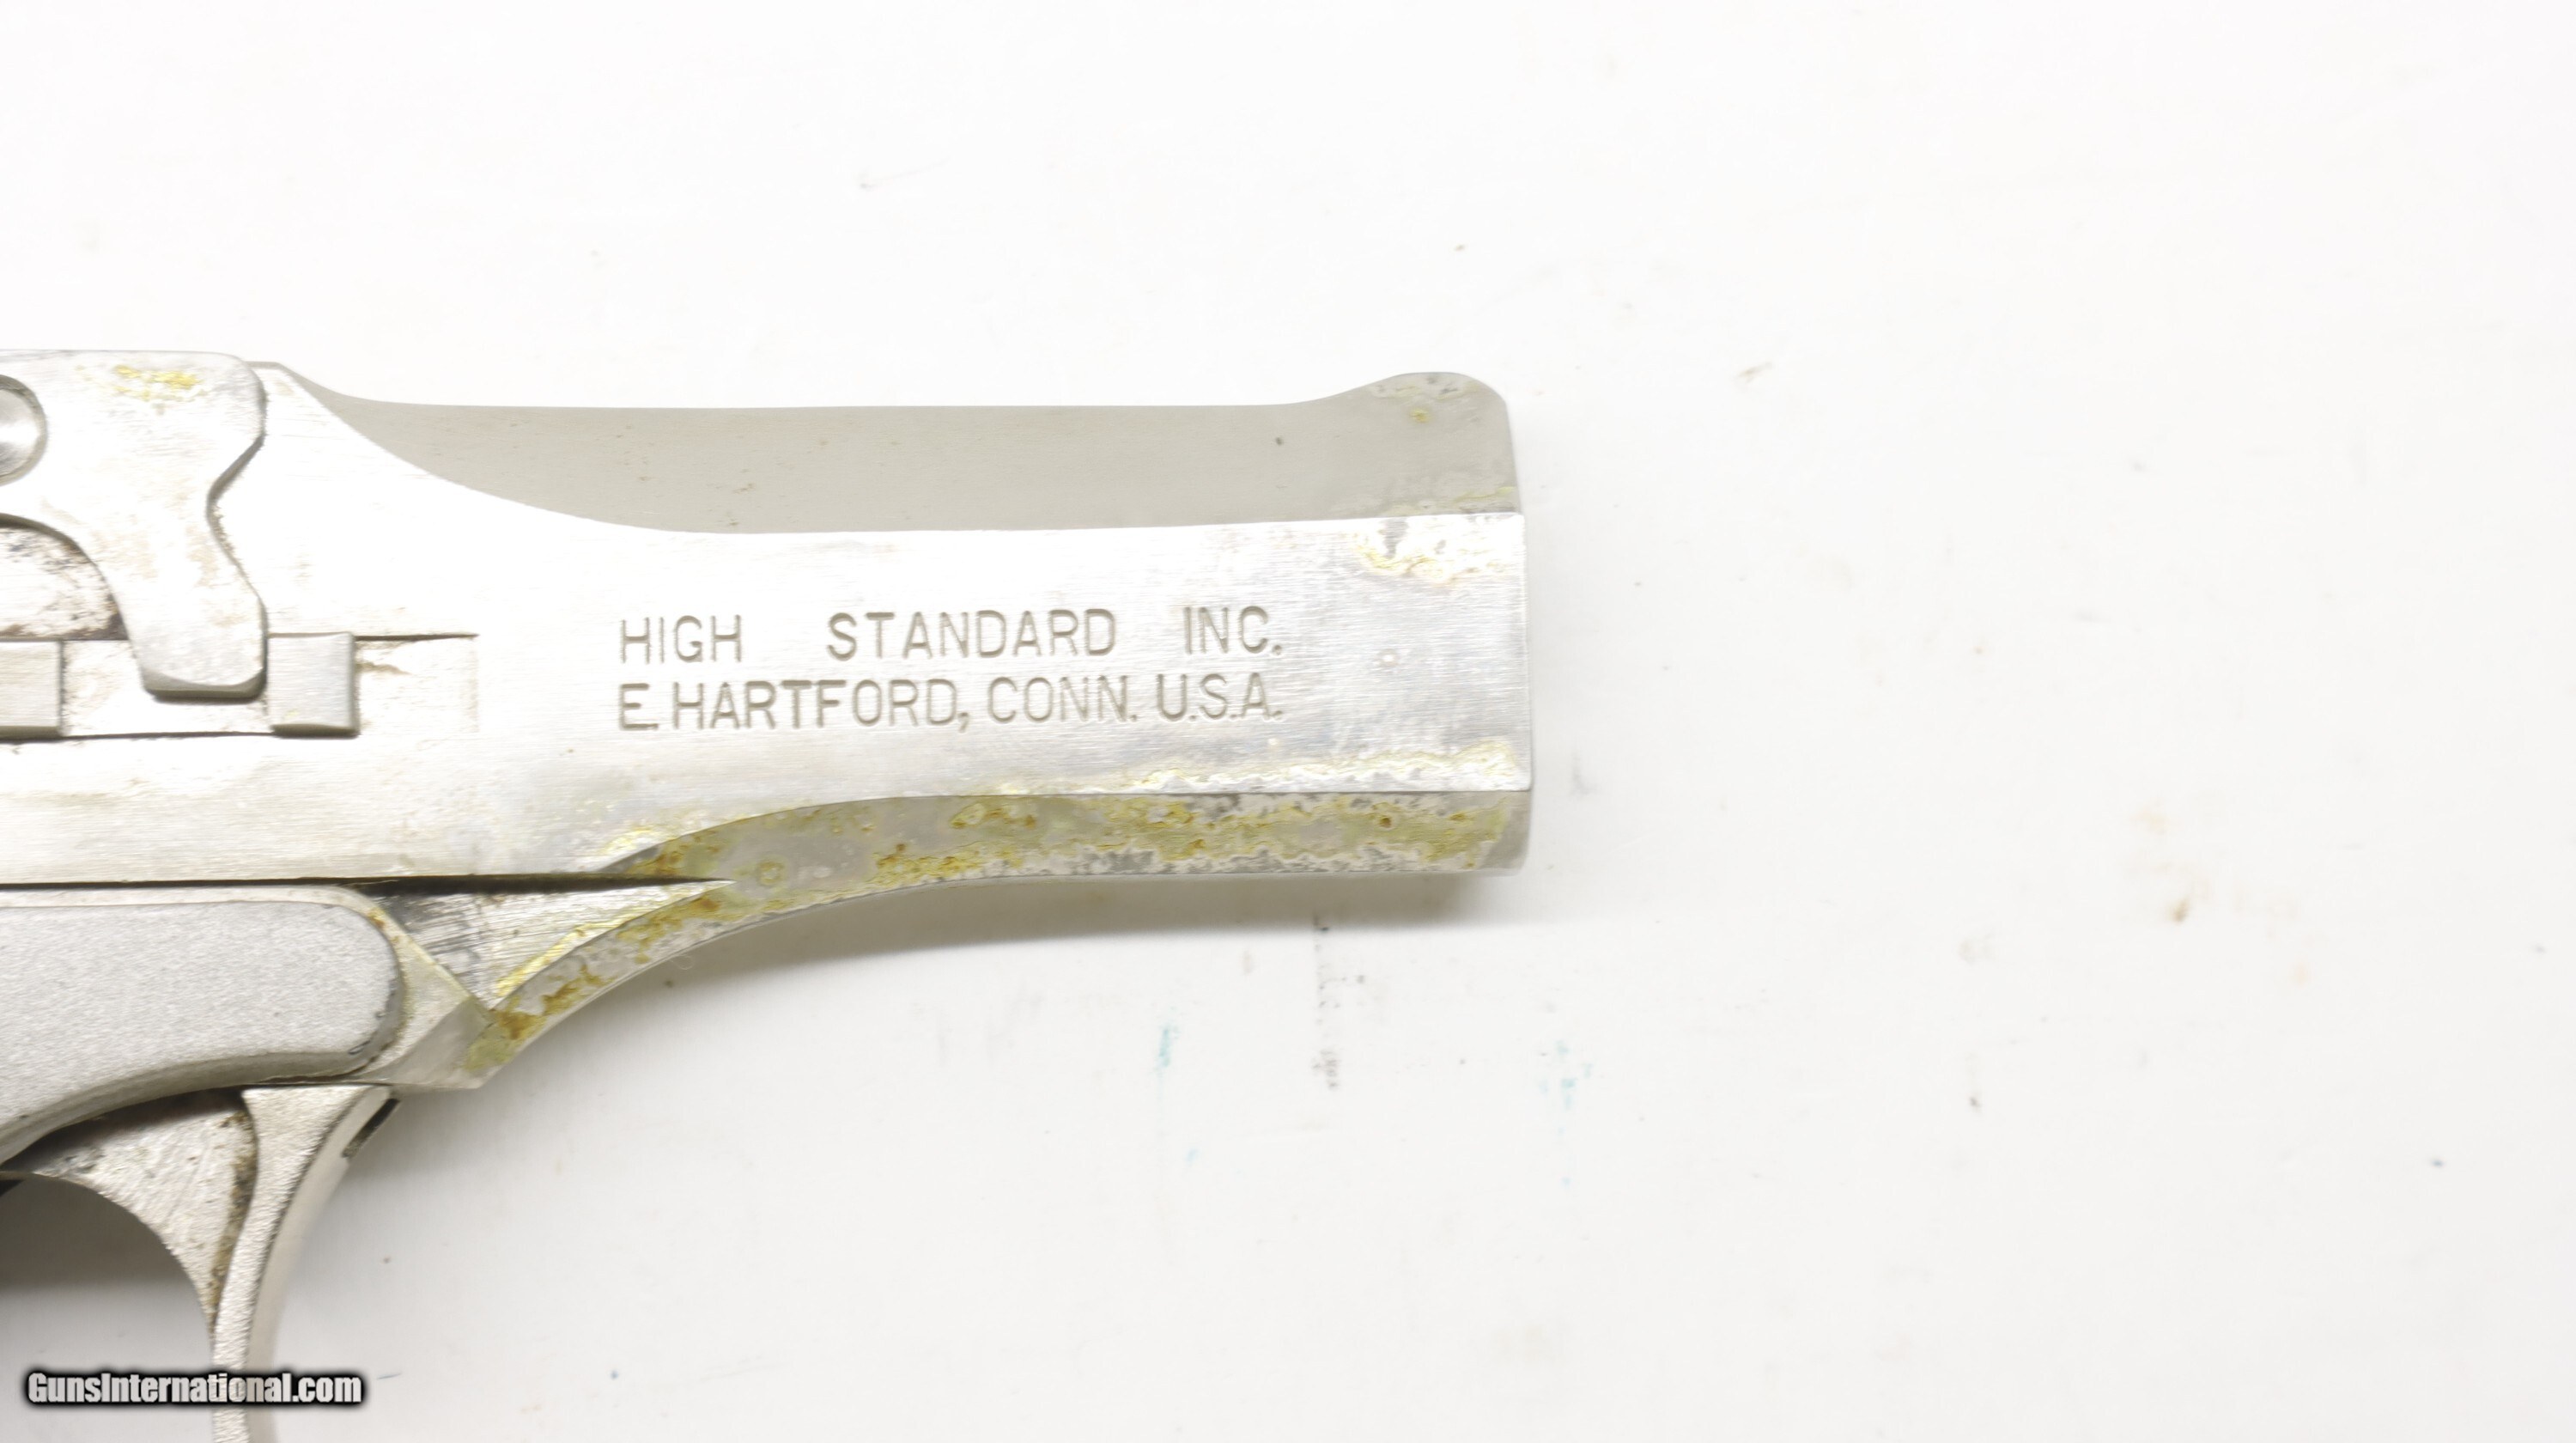 HIGH STANDARD INC.
E. HARTFORD, CONN. U.S.A.
GunsInternational.com